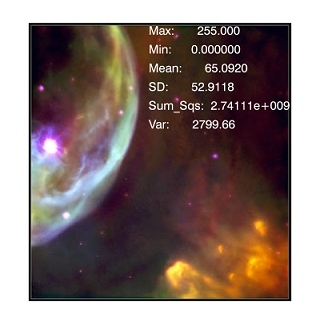 Max: 255.000
Min: 0.000000
Mean: 65.0920
SD: 52.9118
Sum_Sqs: 2.74111e+009
Var: 2799.66